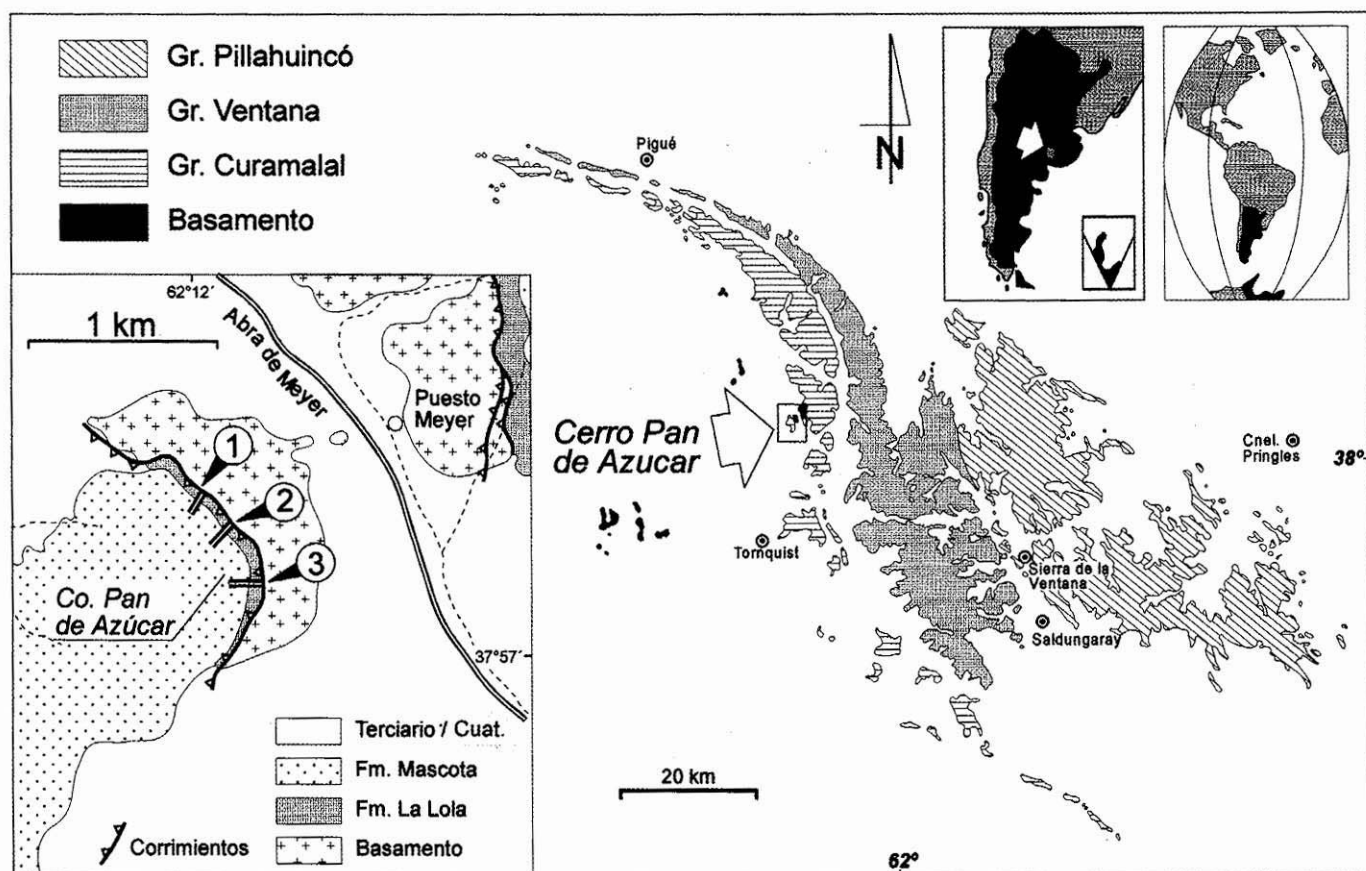 Gr. Pillahuincó
Gr. Ventana
Gr. Curamalal
Basamento
N
Pigué
Cerro Pan
de Azucar
Tornquist
Sierra de la
Ventana
Saldungaray
Cnel.
Pringles
38º
62º
20 km
62°12´
1 km
Abra de Meyer
Puesto
Meyer
1
2
3
Co. Pan
de Azúcar
37°57´
Terciario / Cuat.
Fm. Mascota
Fm. La Lola
Basamento
Corrimientos